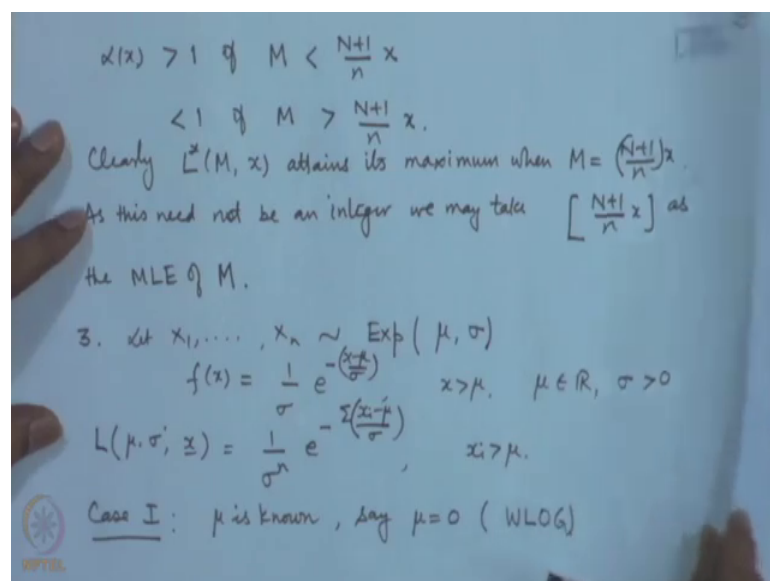 α(x) > 1 if M < (N+1)/n x
< 1 if M > (N+1)/n x.
Clearly L*(M, x) attains its maximum when M = (N+1)/n x.
As this need not be an integer we may take [ (N+1)/n x ] as
the MLE of M.
3. Let X1, ...., Xn ~ Exp( μ, σ)
f(x) = 1/σ e^-((x-μ)/σ) x>μ. μ∈ℝ, σ>0
L(μ, σ, x) = 1/σ^n e^-Σ((xi-μ)/σ), xi>μ.
Case I : μ is known, say μ=0 ( WLOG)
NPTEL